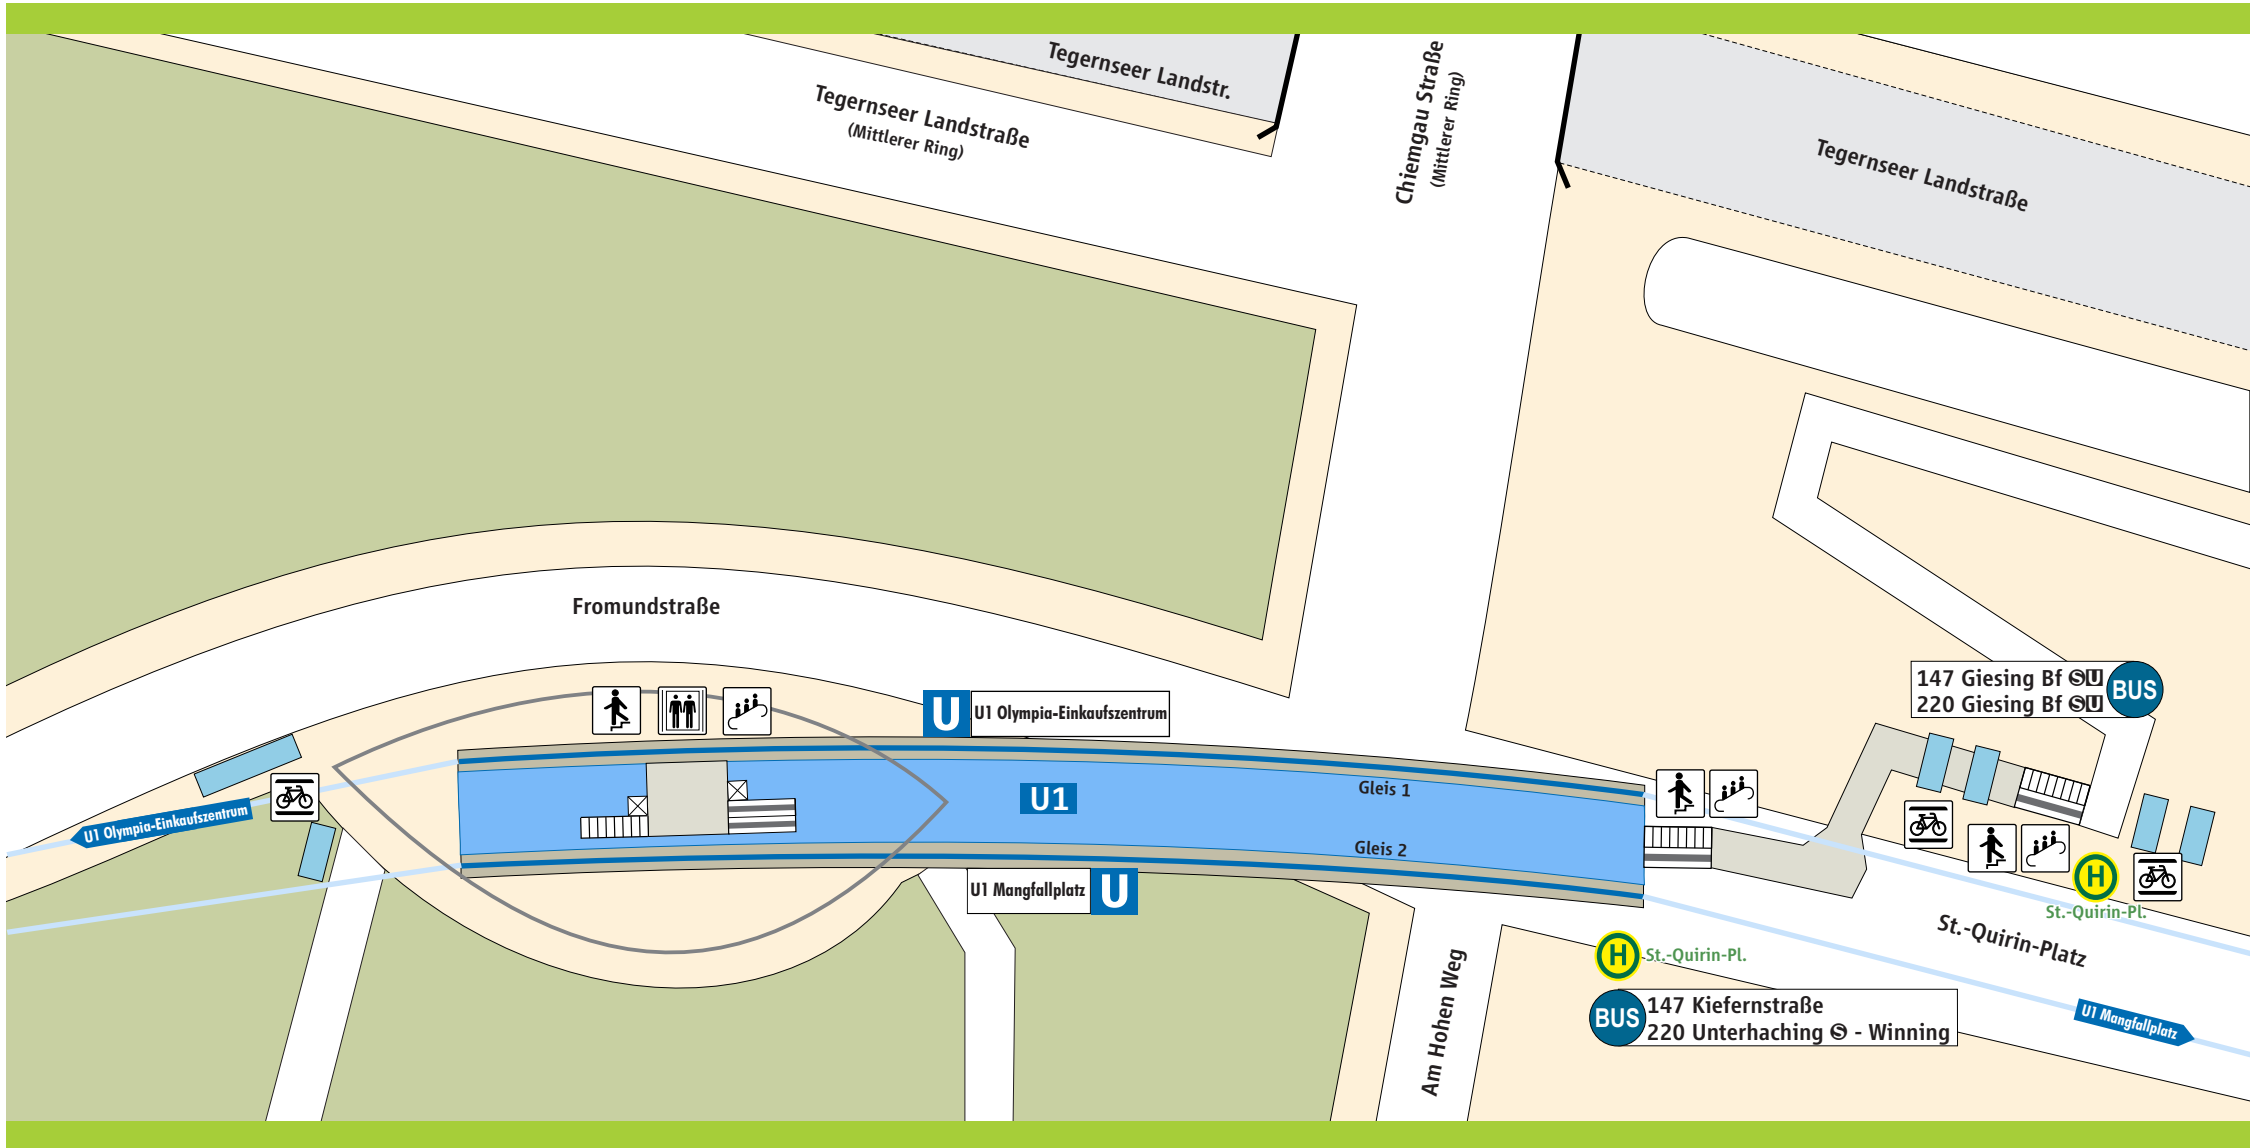 Tegernseer Landstr.
Tegernseer Landstraße
(Mittlerer Ring)
Chiemgau Straße
(Mittlerer Ring)
Tegernseer Landstraße
Fromundstraße
147 Giesing Bf S U
220 Giesing Bf S U
BUS
U U1 Olympia-Einkaufszentrum
U1
Gleis 1
Gleis 2
U1 Olympia-Einkaufszentrum
U1 Mangfallplatz U
H
St.-Quirin-Pl.
St.-Quirin-Platz
H St.-Quirin-Pl.
BUS
147 Kiefernstraße
220 Unterhaching S - Winning
Am Hohen Weg
U1 Mangfallplatz